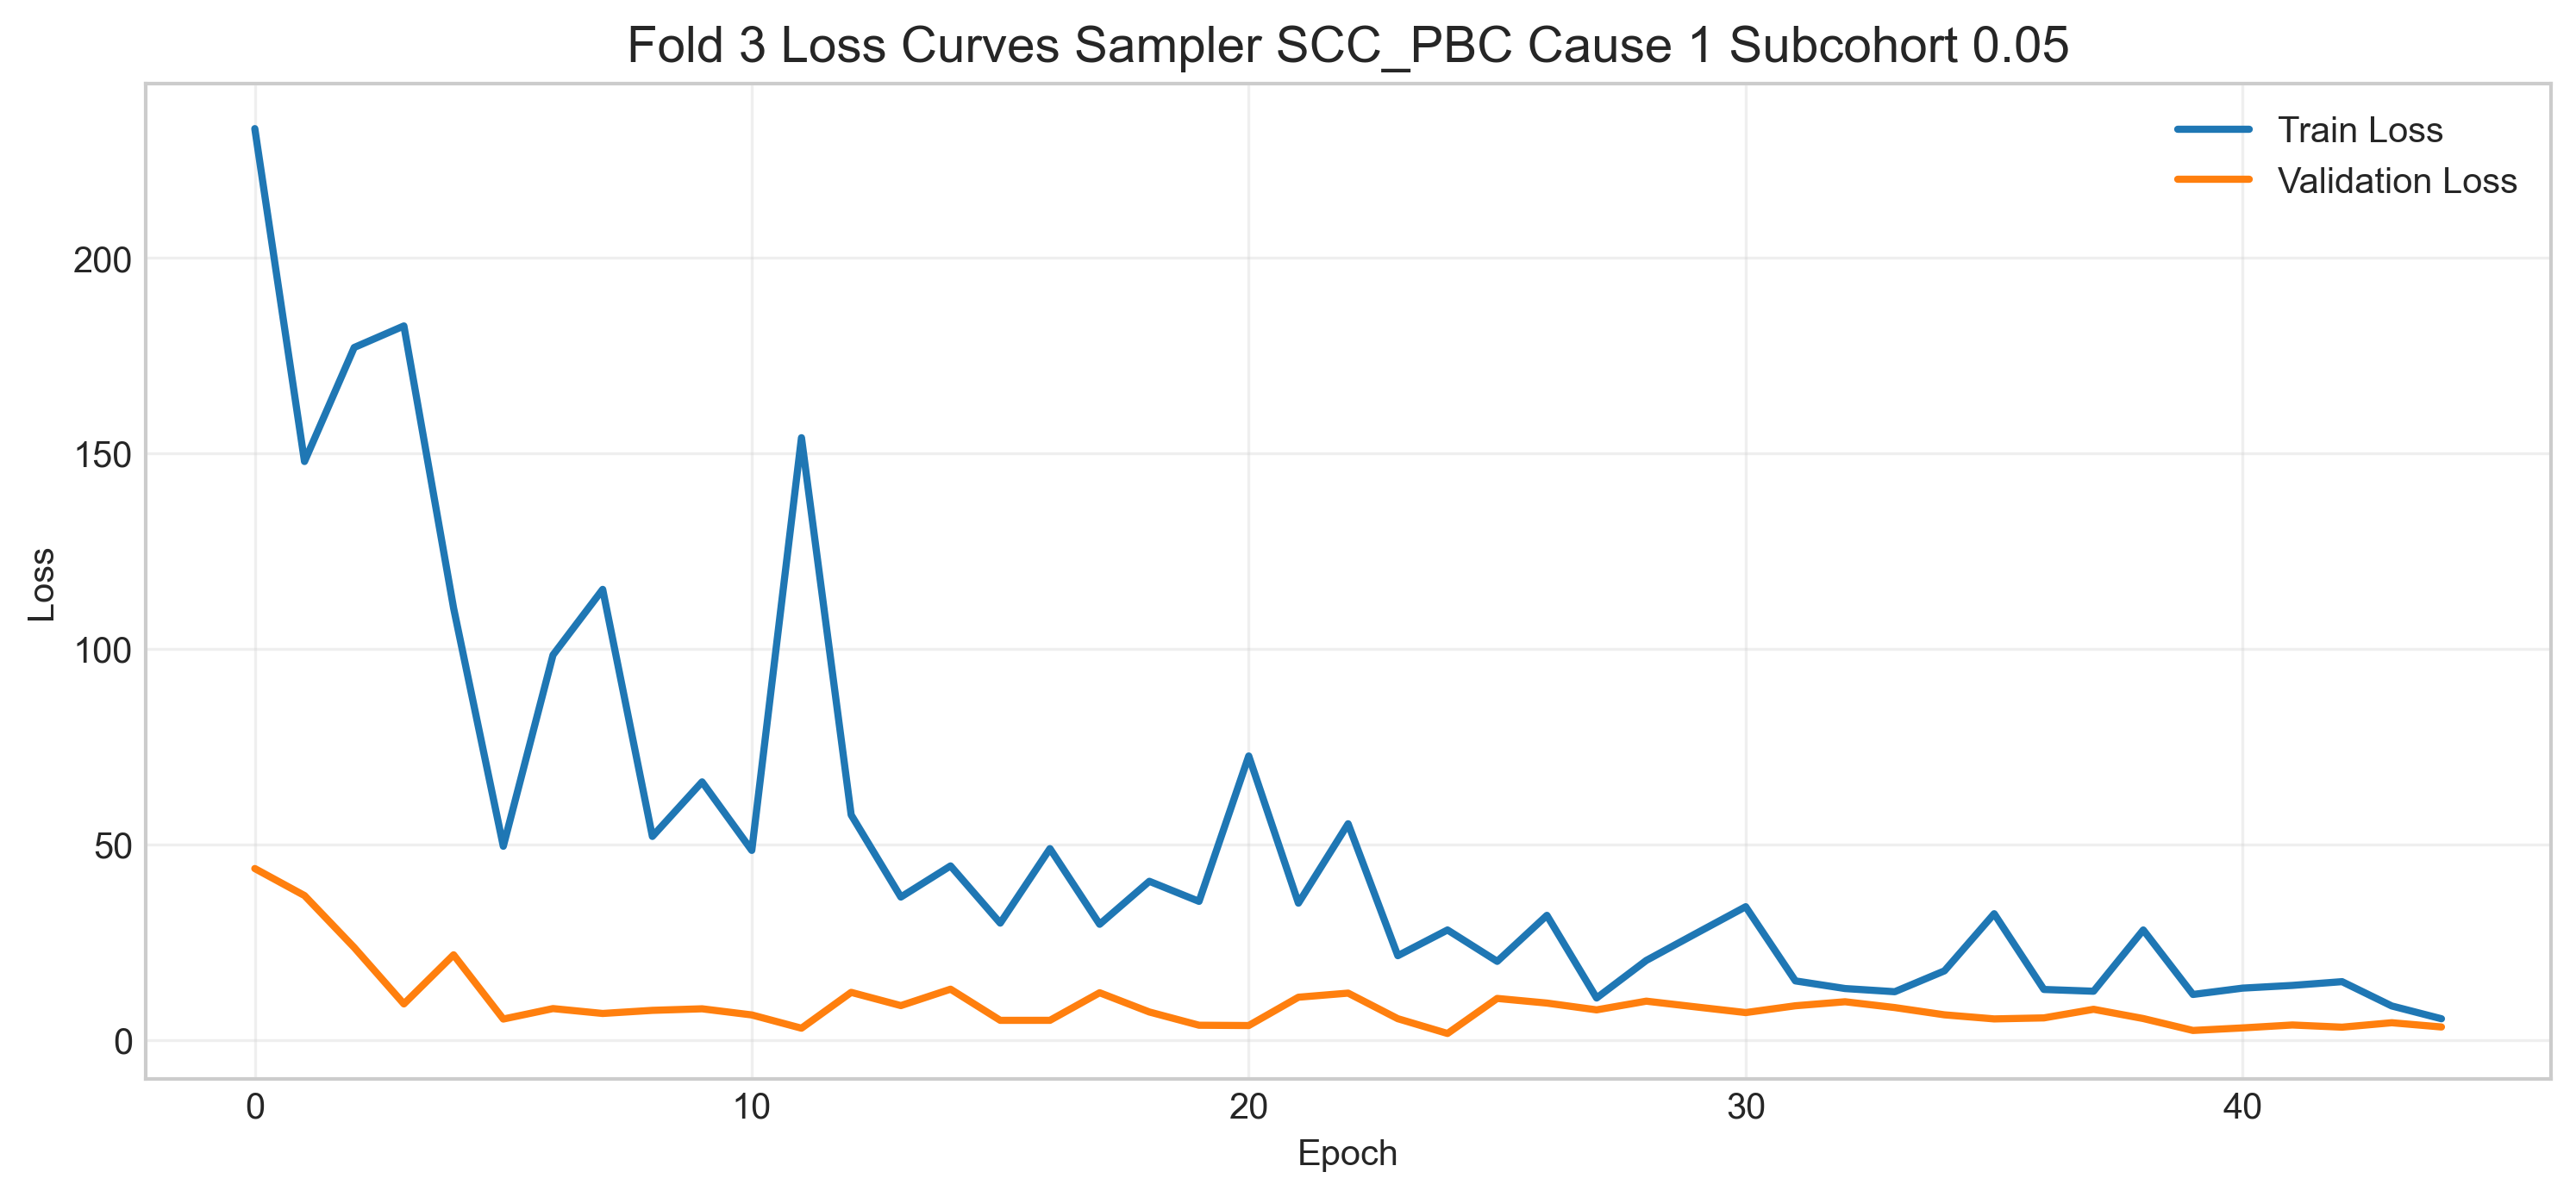 Fold 3 Loss Curves Sampler SCC_PBC Cause 1 Subcohort 0.05
Train Loss
Validation Loss
200
150
100
50
0
Loss
0 10 20 30 40
Epoch